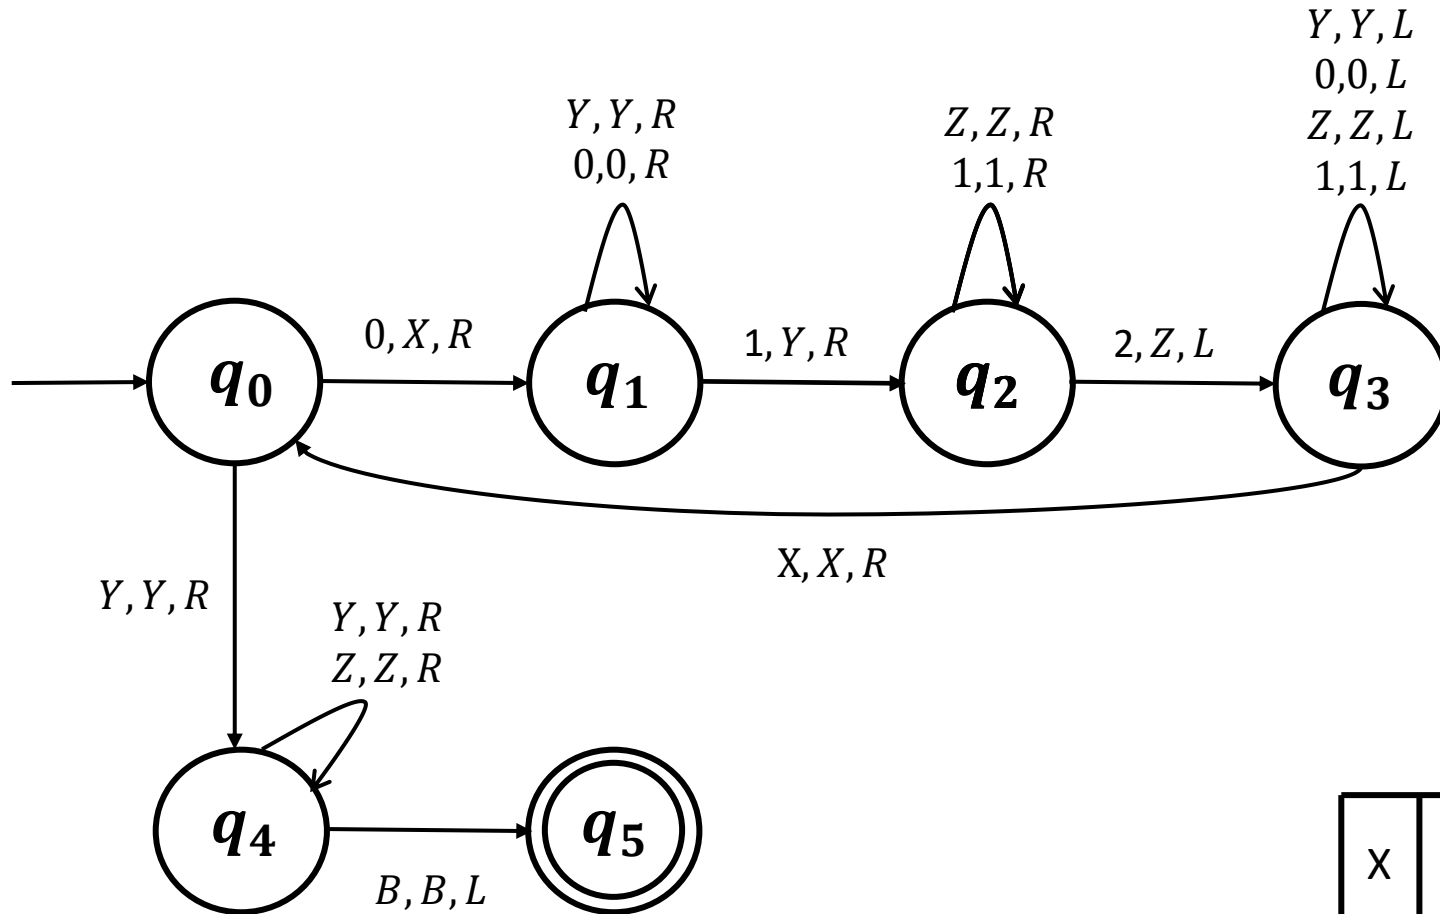 Y, Y, L
0,0, L
Z, Z, L
1,1, L
Y, Y, R
0,0, R
Z, Z, R
1,1, R
0, X, R
1, Y, R
2, Z, L
q0
q1
q2
q3
X, X, R
Y, Y, R
Y, Y, R
Z, Z, R
q4
q5
B, B, L
X